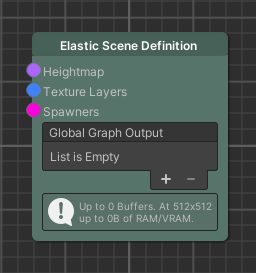 Elastic Scene Definition
Heightmap
Texture Layers
Spawners
Global Graph Output
List is Empty
+ −
Up to 0 Buffers. At 512x512
up to 0B of RAM/VRAM.